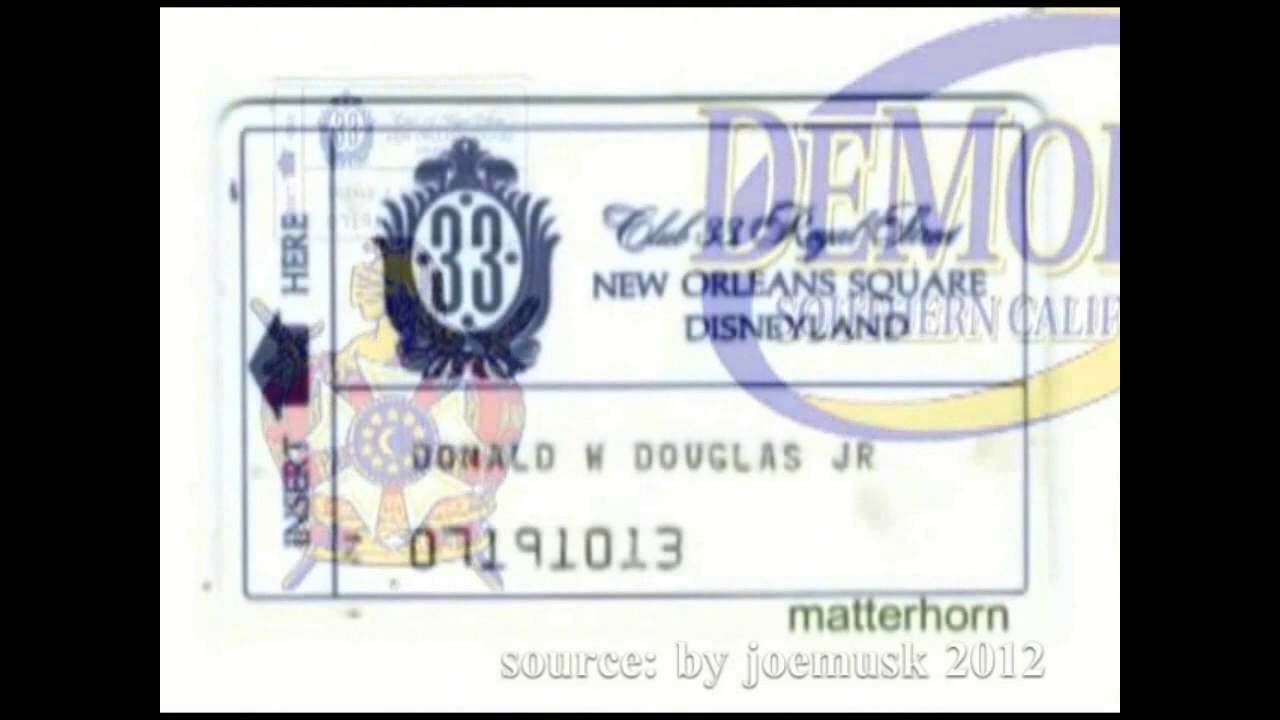 DEMO
33
Club 33 Royal Street
NEW ORLEANS SQUARE
DISNEYLAND
SOUTHERN CALIF
INSERT HERE
DONALD W DOUGLAS JR
07191013
matterhorn
source: by joemusk 2012